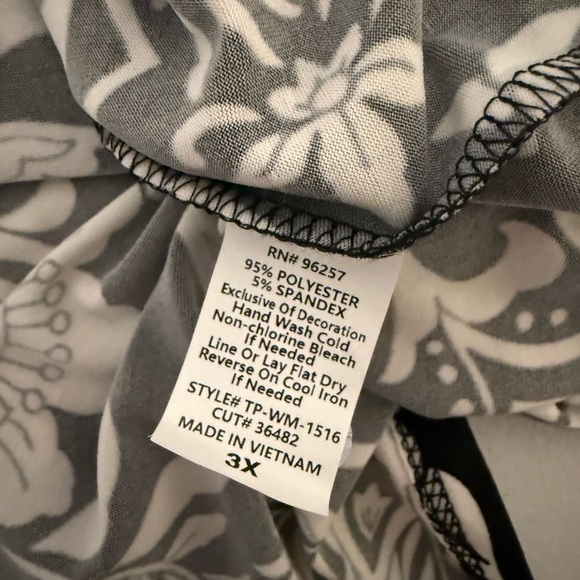 RN# 96257
95% POLYESTER
5% SPANDEX
Exclusive Of Decoration
Hand Wash Cold
Non-chlorine Bleach
If Needed
Line Or Lay Flat Dry
Reverse On Cool Iron
If Needed
STYLE# TP-WM-1516
CUT# 36482
MADE IN VIETNAM
3X